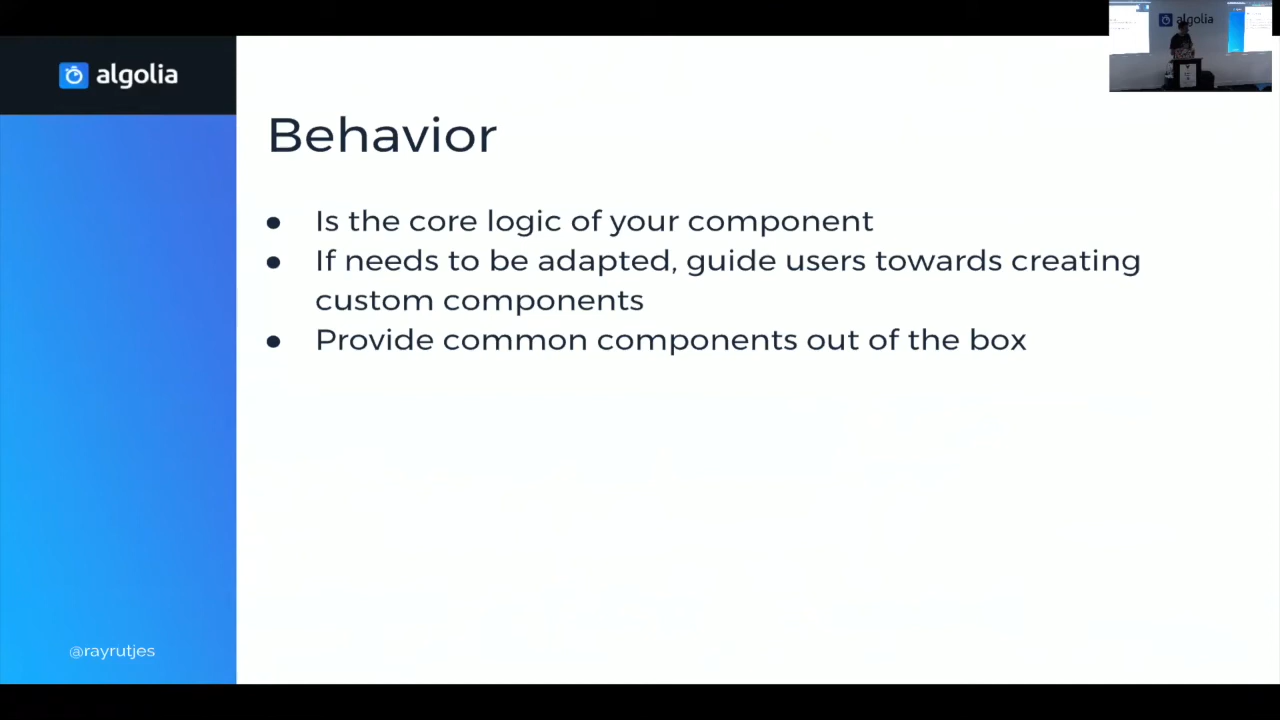 algolia
algolia
Behavior
● Is the core logic of your component
● If needs to be adapted, guide users towards creating
custom components
● Provide common components out of the box
@rayrutjes